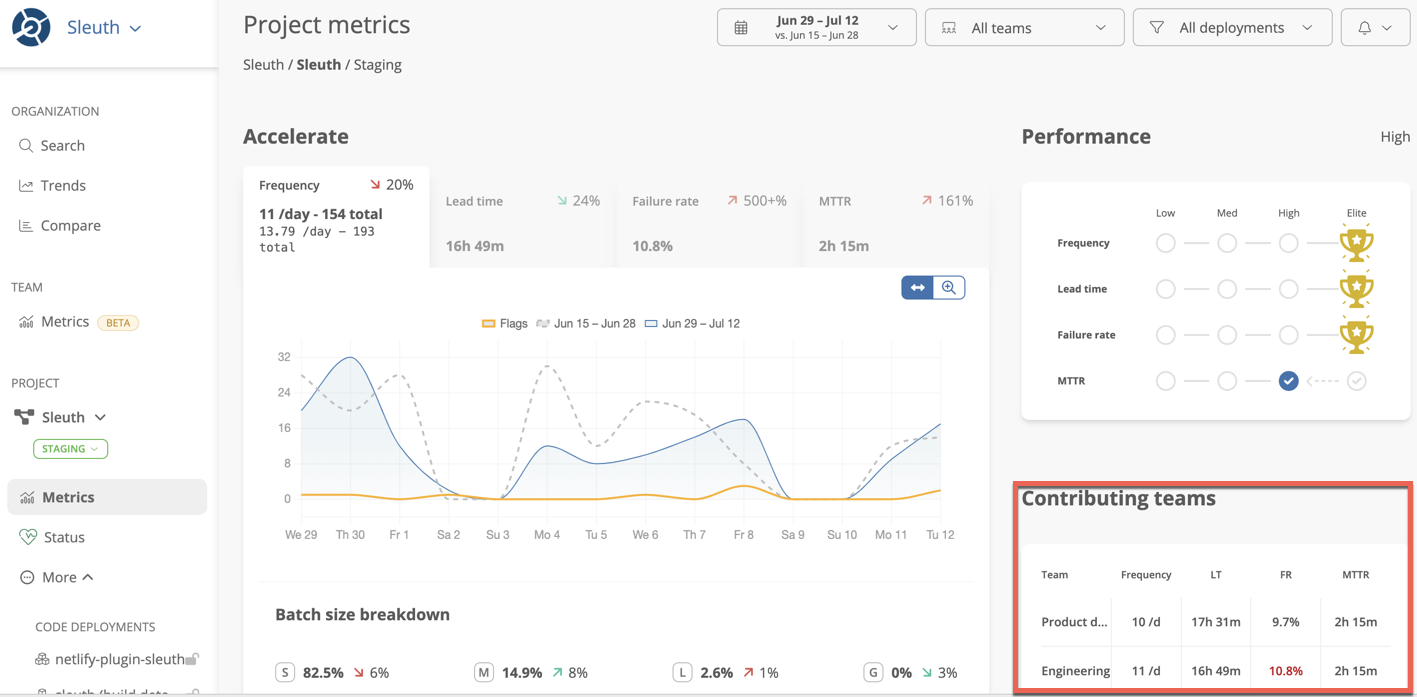 Sleuth
Project metrics
Jun 29 – Jul 12
vs. Jun 15 – Jun 28
All teams
All deployments
Sleuth / Sleuth / Staging
ORGANIZATION
Search
Trends
Compare
TEAM
Metrics BETA
PROJECT
Sleuth
STAGING
Metrics
Status
More
CODE DEPLOYMENTS
netlify-plugin-sleuth
Accelerate
Frequency 20%
11 /day - 154 total
13.79 /day – 193
total
Lead time 24%
16h 49m
Failure rate 500+%
10.8%
MTTR 161%
2h 15m
Flags Jun 15 – Jun 28 Jun 29 – Jul 12
32
24
16
8
0
We 29 Th 30 Fr 1 Sa 2 Su 3 Mo 4 Tu 5 We 6 Th 7 Fr 8 Sa 9 Su 10 Mo 11 Tu 12
Batch size breakdown
S 82.5% 6% M 14.9% 8% L 2.6% 1% G 0% 3%
Performance High
Low Med High Elite
Frequency
Lead time
Failure rate
MTTR
Contributing teams
Team Frequency LT FR MTTR
Product d... 10 /d 17h 31m 9.7% 2h 15m
Engineering 11 /d 16h 49m 10.8% 2h 15m